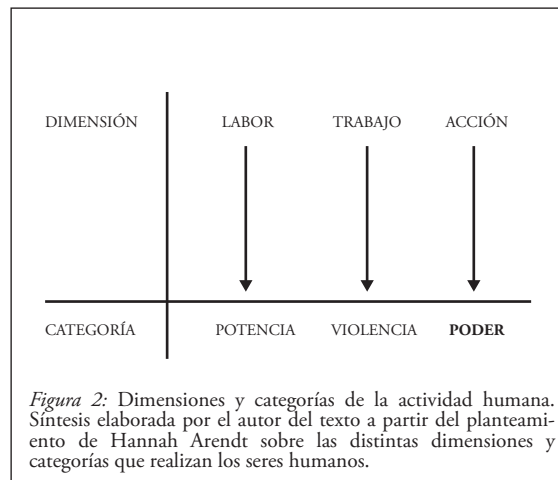 DIMENSIÓN LABOR TRABAJO ACCIÓN
CATEGORÍA POTENCIA VIOLENCIA PODER
Figura 2: Dimensiones y categorías de la actividad humana.
Síntesis elaborada por el autor del texto a partir del planteami-
ento de Hannah Arendt sobre las distintas dimensiones y
categorías que realizan los seres humanos.